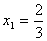 x₁ = 2/3